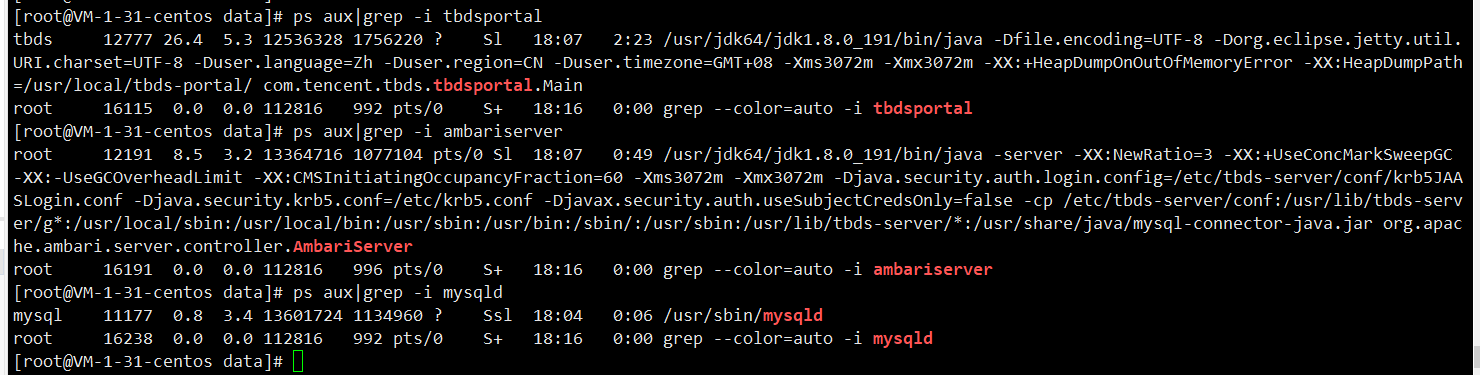 [root@VM-1-31-centos data]# ps aux|grep -i tbdsportal
tbds     12777 26.4  5.3 12536328 1756220 ?    Sl   18:07   2:23 /usr/jdk64/jdk1.8.0_191/bin/java -Dfile.encoding=UTF-8 -Dorg.eclipse.jetty.util.
URI.charset=UTF-8 -Duser.language=Zh -Duser.region=CN -Duser.timezone=GMT+08 -Xms3072m -Xmx3072m -XX:+HeapDumpOnOutOfMemoryError -XX:HeapDumpPath
=/usr/local/tbds-portal/ com.tencent.tbds.tbdsportal.Main
root     16115  0.0  0.0 112816   992 pts/0    S+   18:16   0:00 grep --color=auto -i tbdsportal
[root@VM-1-31-centos data]# ps aux|grep -i ambariserver
root     12191  8.5  3.2 13364716 1077104 pts/0 Sl  18:07   0:49 /usr/jdk64/jdk1.8.0_191/bin/java -server -XX:NewRatio=3 -XX:+UseConcMarkSweepGC
-XX:-UseGCOverheadLimit -XX:CMSInitiatingOccupancyFraction=60 -Xms3072m -Xmx3072m -Djava.security.auth.login.config=/etc/tbds-server/conf/krb5JAA
SLogin.conf -Djava.security.krb5.conf=/etc/krb5.conf -Djavax.security.auth.useSubjectCredsOnly=false -cp /etc/tbds-server/conf:/usr/lib/tbds-serv
er/g*:/usr/local/sbin:/usr/local/bin:/usr/sbin:/usr/bin:/sbin/:/usr/sbin:/usr/lib/tbds-server/*:/usr/share/java/mysql-connector-java.jar org.apac
he.ambari.server.controller.AmbariServer
root     16191  0.0  0.0 112816   996 pts/0    S+   18:16   0:00 grep --color=auto -i ambariserver
[root@VM-1-31-centos data]# ps aux|grep -i mysqld
mysql    11177  0.8  3.4 13601724 1134960 ?    Ssl  18:04   0:06 /usr/sbin/mysqld
root     16238  0.0  0.0 112816   992 pts/0    S+   18:16   0:00 grep --color=auto -i mysqld
[root@VM-1-31-centos data]#